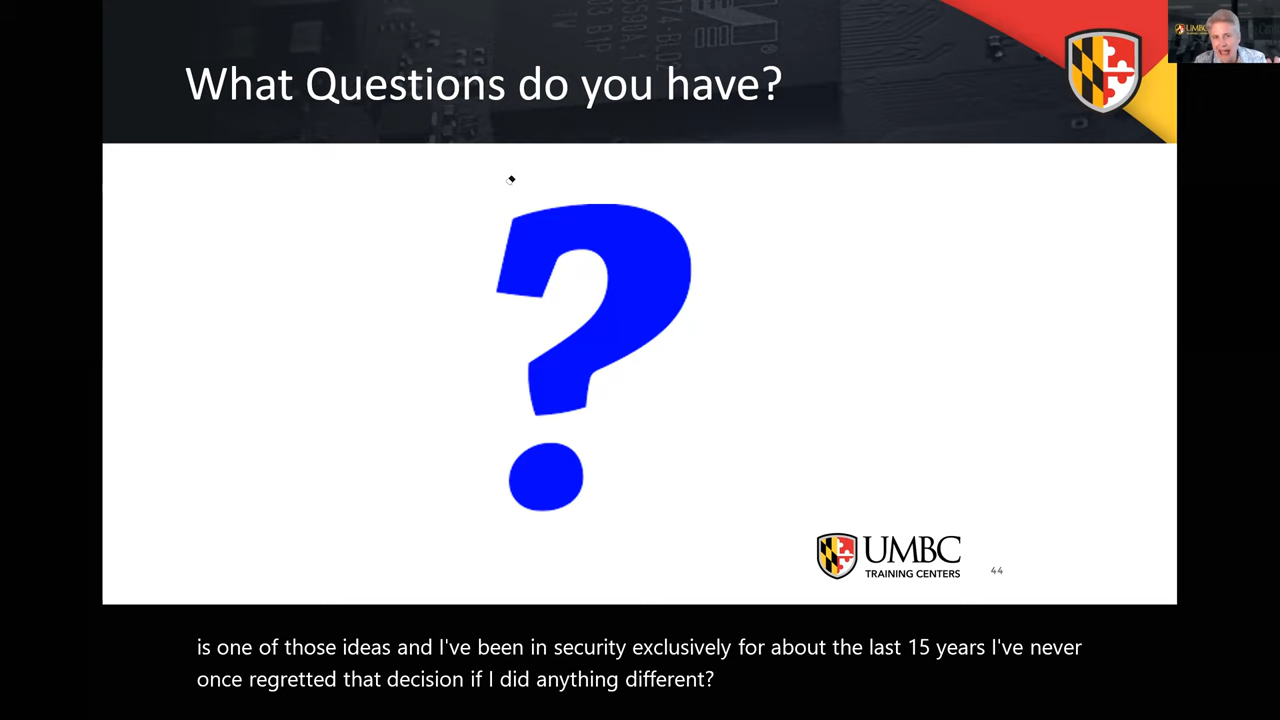 What Questions do you have?
?
UMBC
TRAINING CENTERS
44
is one of those ideas and I've been in security exclusively for about the last 15 years I've never
once regretted that decision if I did anything different?